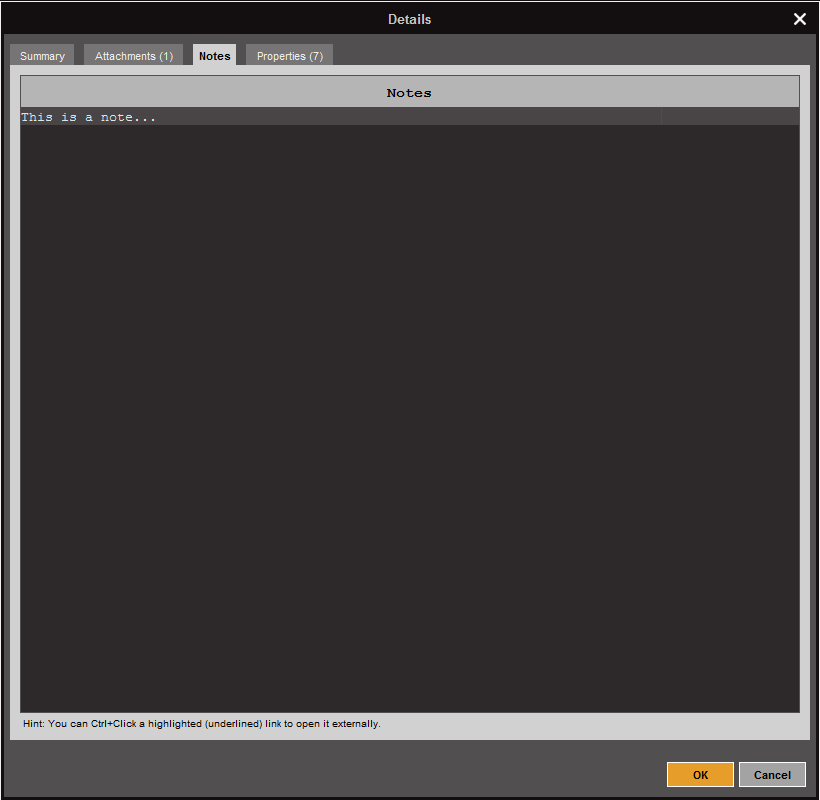 Details
Summary Attachments (1) Notes Properties (7)
Notes
This is a note...
Hint: You can Ctrl+Click a highlighted (underlined) link to open it externally.
OK Cancel